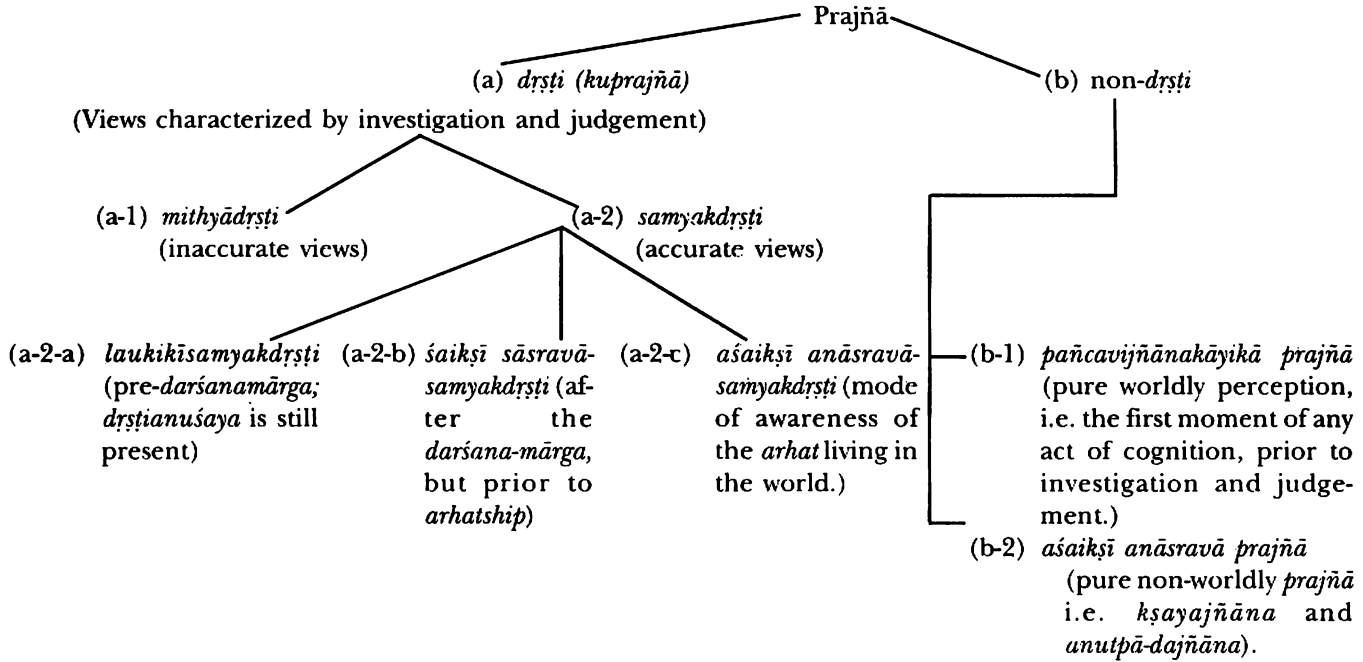 Prajñā
(a) dṛṣṭi (kuprajñā)
(Views characterized by investigation and judgement)
(b) non-dṛṣṭi
(a-1) mithyādṛṣṭi
(inaccurate views)
(a-2) samyakdṛṣṭi
(accurate views)
(a-2-a) laukikīsamyakdṛṣṭi
(pre-darśanamārga;
dṛṣṭianuśaya is still
present)
(a-2-b) śaikṣī sāsravā-
samyakdṛṣṭi (af-
ter the
darśana-mārga,
but prior to
arhatship)
(a-2-c) aśaikṣī anāsravā-
saṁyakdṛṣṭi (mode
of awareness of
the arhat living in
the world.)
(b-1) pañcavijñānakāyikā prajñā
(pure worldly perception,
i.e. the first moment of any
act of cognition, prior to
investigation and judge-
ment.)
(b-2) aśaikṣī anāsravā prajñā
(pure non-worldly prajñā
i.e. kṣayajñāna and
anutpā-dajñāna).